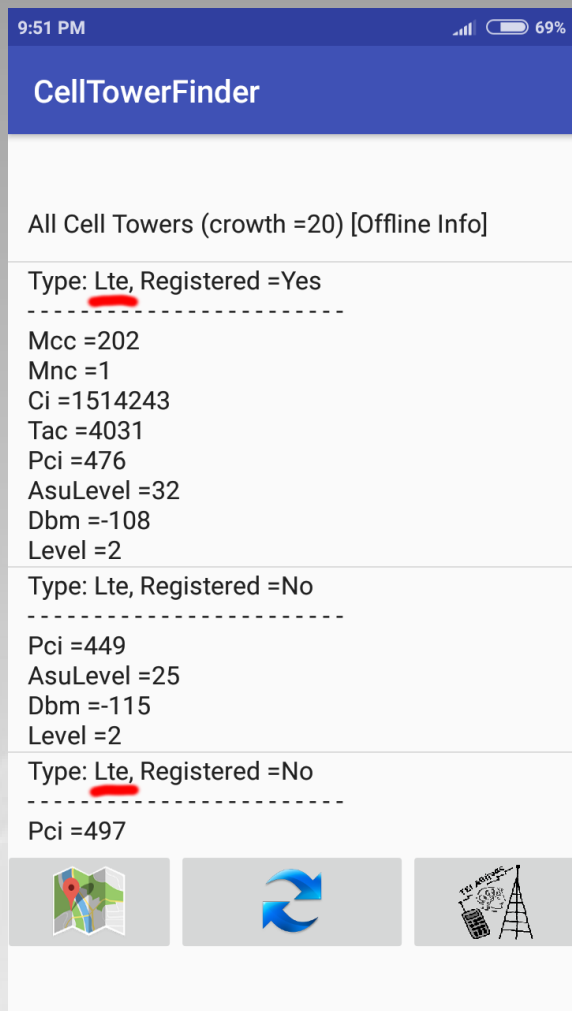 9:51 PM 69%
CellTowerFinder
All Cell Towers (crowth =20) [Offline Info]
Type: Lte, Registered =Yes
- - - - - - - - - - - - - - - - - - - - - - - -
Mcc =202
Mnc =1
Ci =1514243
Tac =4031
Pci =476
AsuLevel =32
Dbm =-108
Level =2
Type: Lte, Registered =No
- - - - - - - - - - - - - - - - - - - - - - - -
Pci =449
AsuLevel =25
Dbm =-115
Level =2
Type: Lte, Registered =No
- - - - - - - - - - - - - - - - - - - - - - - -
Pci =497